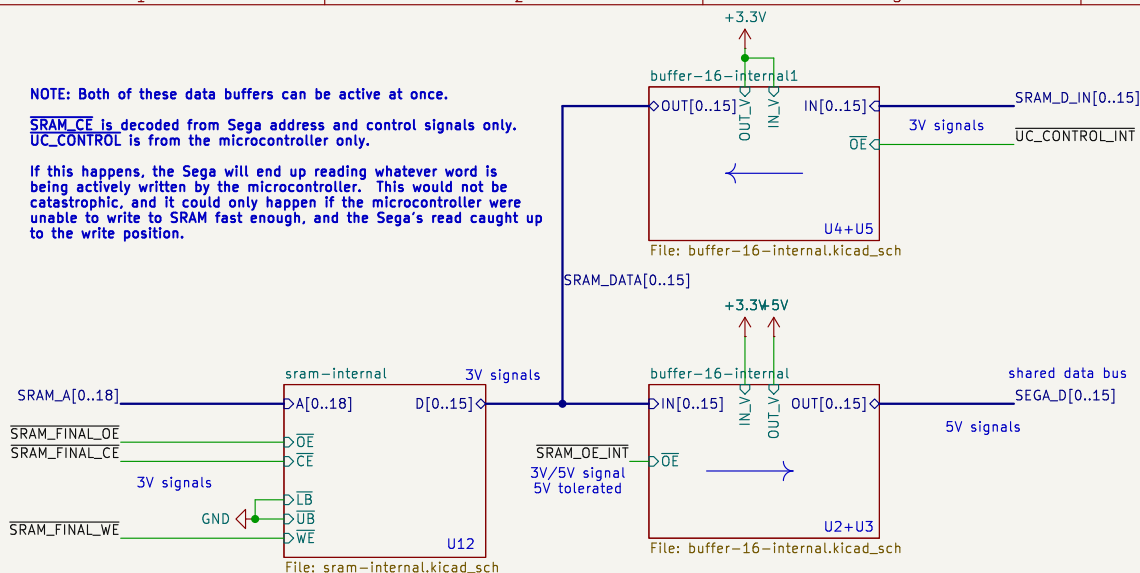 +3.3V
buffer-16-internal1
NOTE: Both of these data buffers can be active at once.
OUT[0..15]
OUT_V
IN_V
IN[0..15]
SRAM_D_IN[0..15]
SRAM_CE is decoded from Sega address and control signals only.
3V signals
UC_CONTROL is from the microcontroller only.
OE
UC_CONTROL_INT
If this happens, the Sega will end up reading whatever word is
being actively written by the microcontroller. This would not be
catastrophic, and it could only happen if the microcontroller were
unable to write to SRAM fast enough, and the Sega's read caught up
to the write position.
U4+U5
File: buffer-16-internal.kicad_sch
SRAM_DATA[0..15]
+3.3V
+5V
sram-internal
3V signals
buffer-16-internal
shared data bus
SRAM_A[0..18]
A[0..18]
D[0..15]
IN[0..15]
IN_V
OUT_V
OUT[0..15]
SEGA_D[0..15]
5V signals
SRAM_FINAL_OE
OE
SRAM_FINAL_CE
CE
SRAM_OE_INT
OE
3V/5V signal
5V tolerated
3V signals
LB
GND
UB
SRAM_FINAL_WE
WE
U12
U2+U3
File: sram-internal.kicad_sch
File: buffer-16-internal.kicad_sch